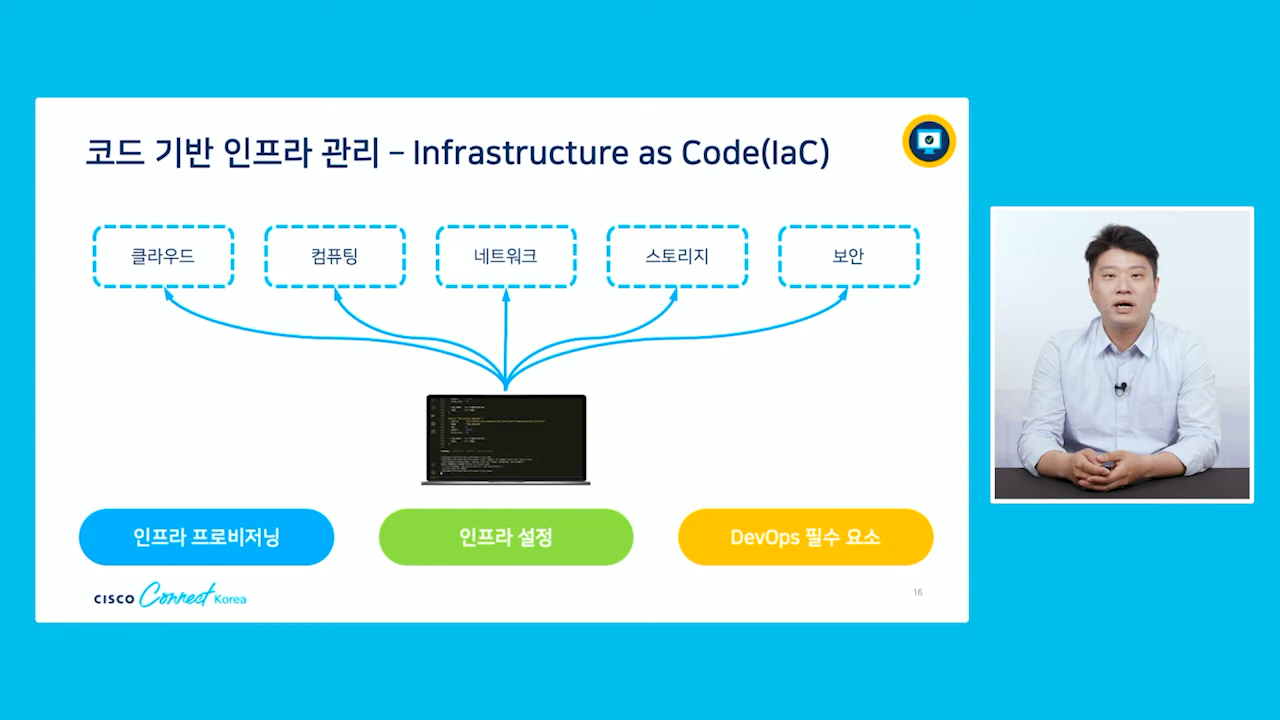 코드 기반 인프라 관리 – Infrastructure as Code(IaC)
클라우드
컴퓨팅
네트워크
스토리지
보안
인프라 프로비저닝
인프라 설정
DevOps 필수 요소
CISCO Connect Korea
16